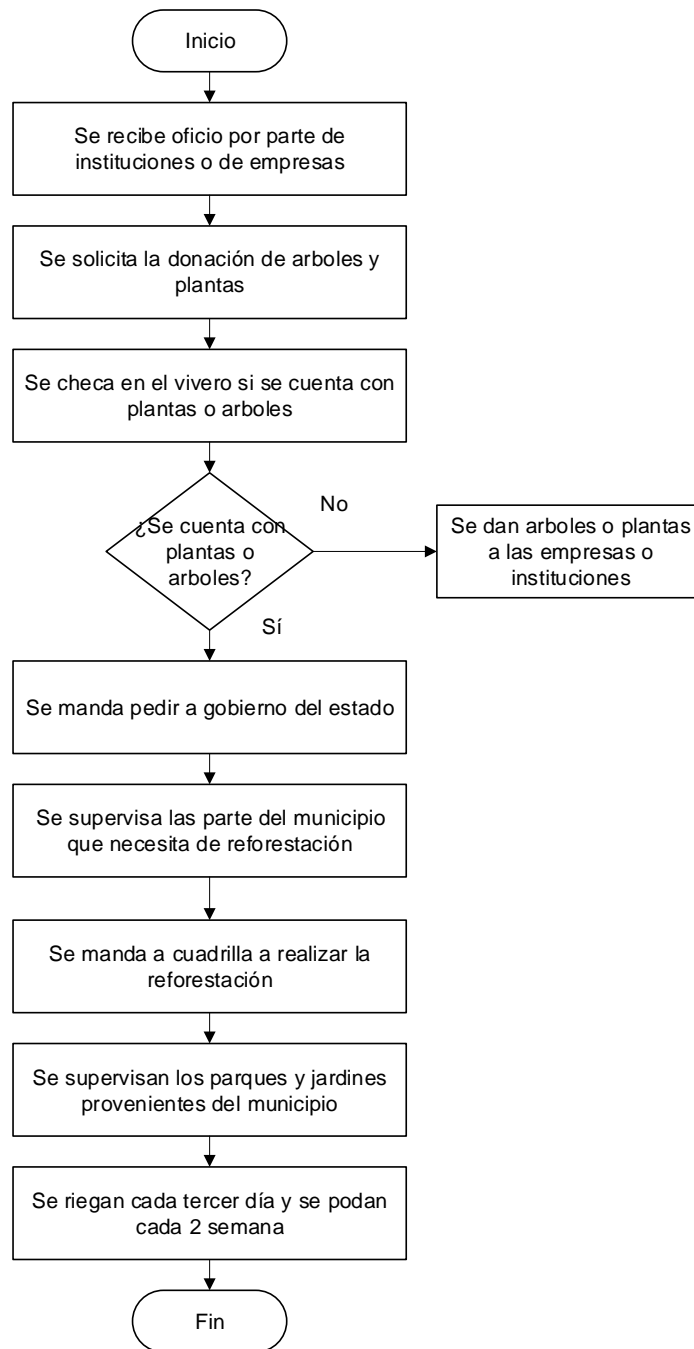 Inicio
Se recibe oficio por parte de
instituciones o de empresas
Se solicita la donación de arboles y
plantas
Se checa en el vivero si se cuenta con
plantas o arboles
¿Se cuenta con
plantas o
arboles?
No
Se dan arboles o plantas
a las empresas o
instituciones
Sí
Se manda pedir a gobierno del estado
Se supervisa las parte del municipio
que necesita de reforestación
Se manda a cuadrilla a realizar la
reforestación
Se supervisan los parques y jardines
provenientes del municipio
Se riegan cada tercer día y se podan
cada 2 semana
Fin